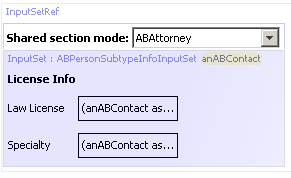 InputSetRef
Shared section mode: ABAttorney
InputSet : ABPersonSubtypeInfoInputSet anABContact
License Info
Law License (anABContact as...
Specialty (anABContact as...